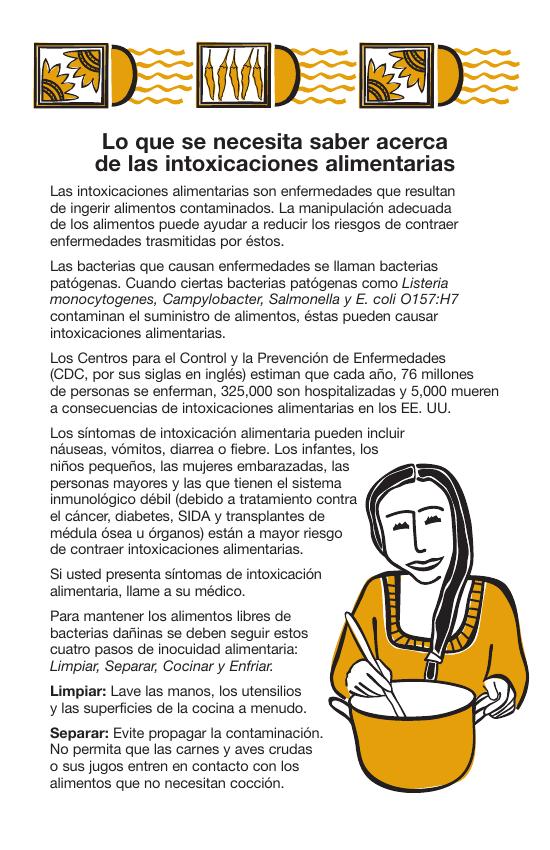 Lo que se necesita saber acerca
de las intoxicaciones alimentarias
Las intoxicaciones alimentarias son enfermedades que resultan
de ingerir alimentos contaminados. La manipulación adecuada
de los alimentos puede ayudar a reducir los riesgos de contraer
enfermedades trasmitidas por éstos.
Las bacterias que causan enfermedades se llaman bacterias
patógenas. Cuando ciertas bacterias patógenas como Listeria
monocytogenes, Campylobacter, Salmonella y E. coli O157:H7
contaminan el suministro de alimentos, éstas pueden causar
intoxicaciones alimentarias.
Los Centros para el Control y la Prevención de Enfermedades
(CDC, por sus siglas en inglés) estiman que cada año, 76 millones
de personas se enferman, 325,000 son hospitalizadas y 5,000 mueren
a consecuencias de intoxicaciones alimentarias en los EE. UU.
Los síntomas de intoxicación alimentaria pueden incluir
náuseas, vómitos, diarrea o fiebre. Los infantes, los
niños pequeños, las mujeres embarazadas, las
personas mayores y las que tienen el sistema
inmunológico débil (debido a tratamiento contra
el cáncer, diabetes, SIDA y transplantes de
médula ósea u órganos) están a mayor riesgo
de contraer intoxicaciones alimentarias.
Si usted presenta síntomas de intoxicación
alimentaria, llame a su médico.
Para mantener los alimentos libres de
bacterias dañinas se deben seguir estos
cuatro pasos de inocuidad alimentaria:
Limpiar, Separar, Cocinar y Enfriar.
Limpiar: Lave las manos, los utensilios
y las superficies de la cocina a menudo.
Separar: Evite propagar la contaminación.
No permita que las carnes y aves crudas
o sus jugos entren en contacto con los
alimentos que no necesitan cocción.